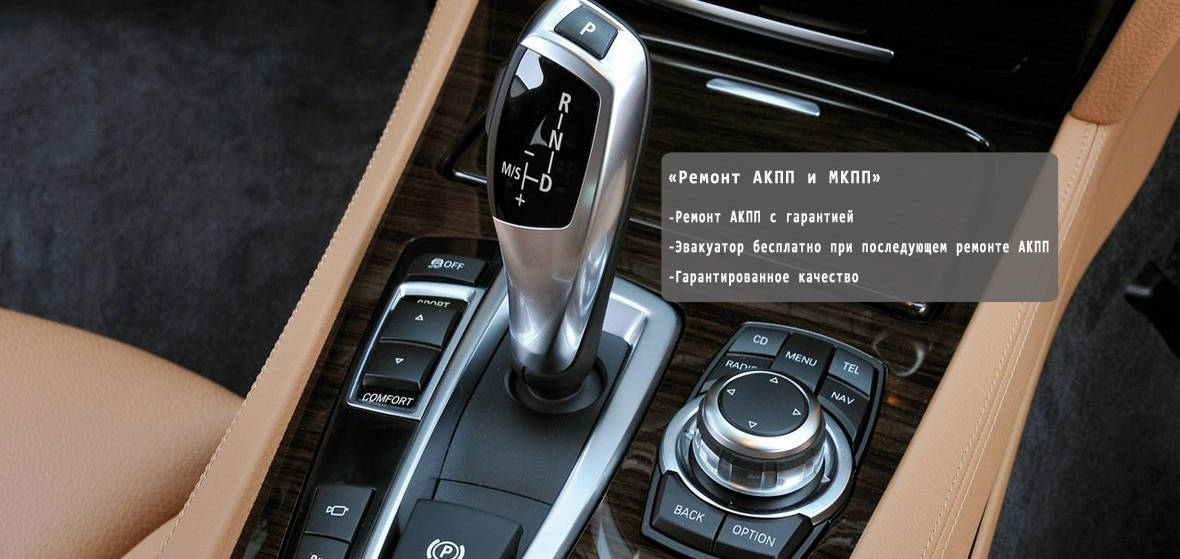 P
R
N
M/S
D
+
«Ремонт АКПП и МКПП»
-Ремонт АКПП с гарантией
-Эвакуатор бесплатно при последующем ремонте АКПП
-Гарантированное качество
OFF
SPORT
COMFORT
CD
MENU
TEL
RADIO
NAV
BACK
OPTION
P